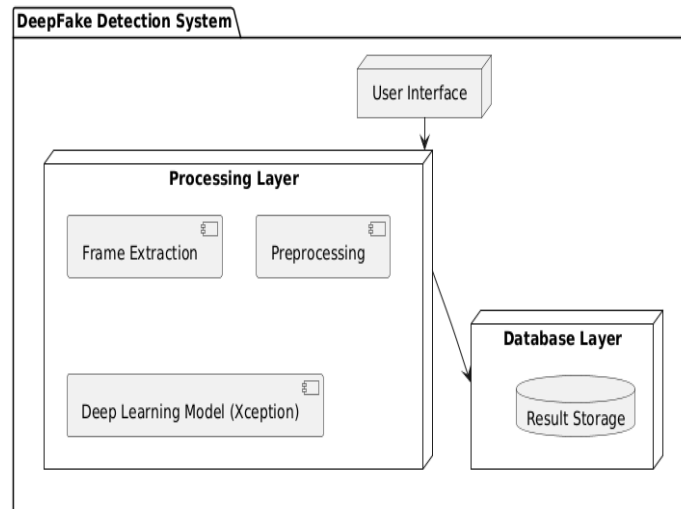 DeepFake Detection System
User Interface
Processing Layer
Frame Extraction
Preprocessing
Database Layer
Deep Learning Model (Xception)
Result Storage